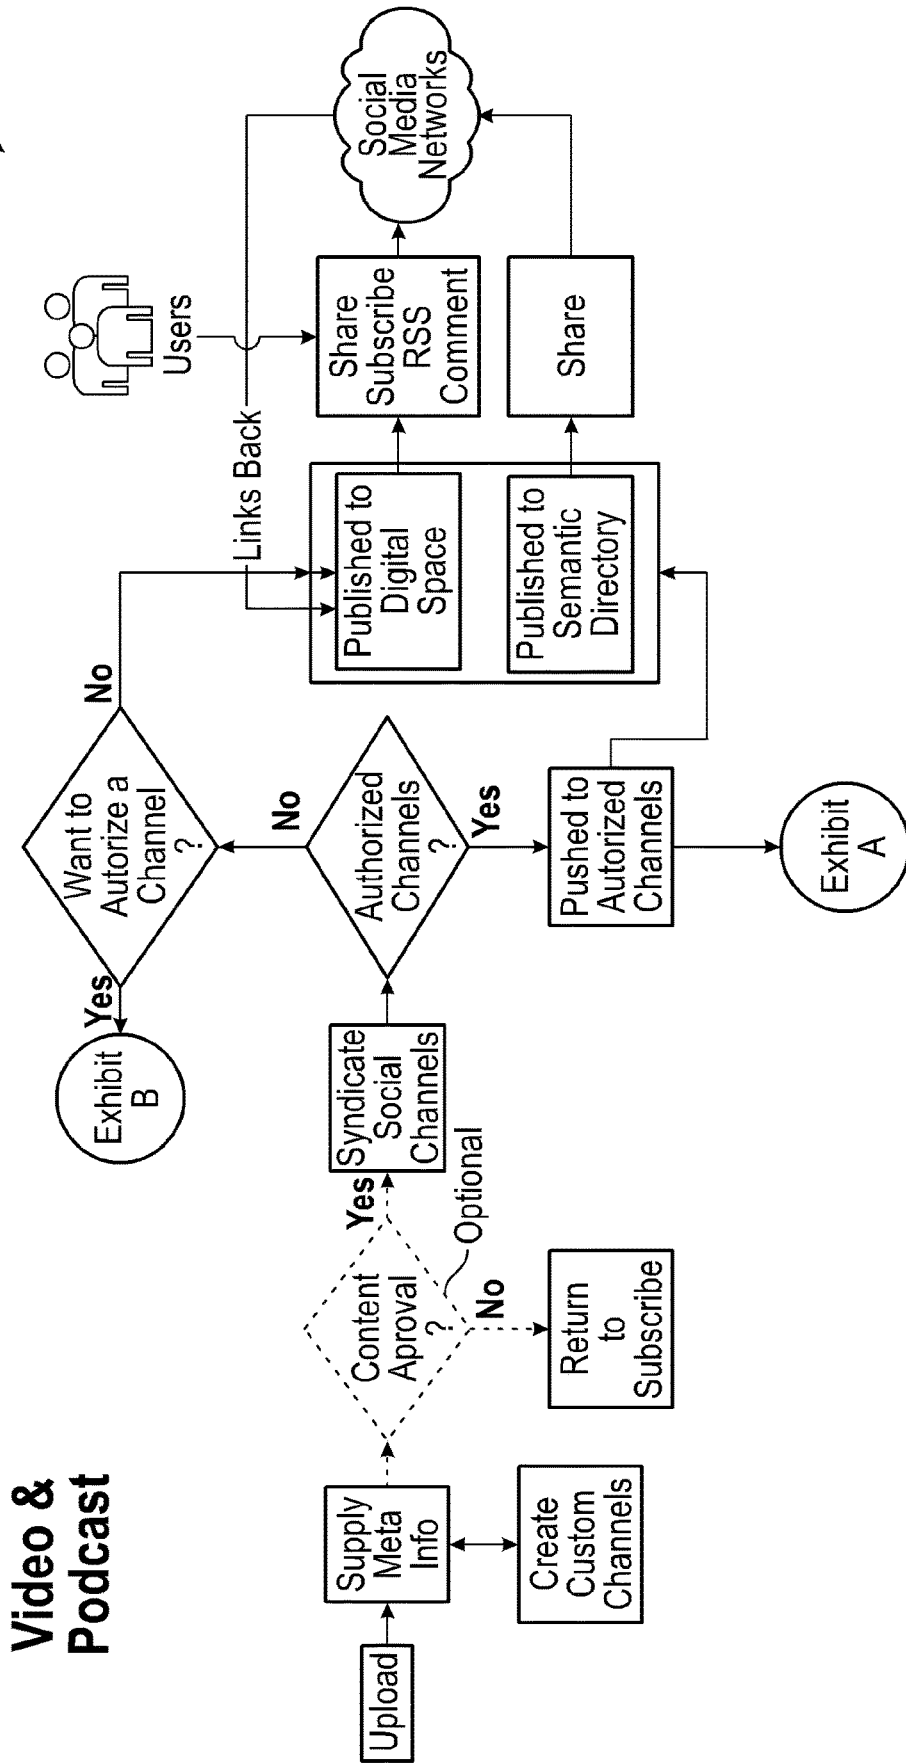 Video &
Podcast
Upload
Supply
Meta
Info
Create
Custom
Channels
Content
Aproval
?
Optional
Yes
No
Return
to
Subscribe
Syndicate
Social
Channels
Authorized
Channels
?
No
Yes
Want to
Autorize a
Channel
?
Yes
No
Exhibit
B
Pushed to
Autorized
Channels
Exhibit
A
Published to
Digital
Space
Published to
Semantic
Directory
Links Back
Users
Share
Subscribe
RSS
Comment
Share
Social
Media
Networks